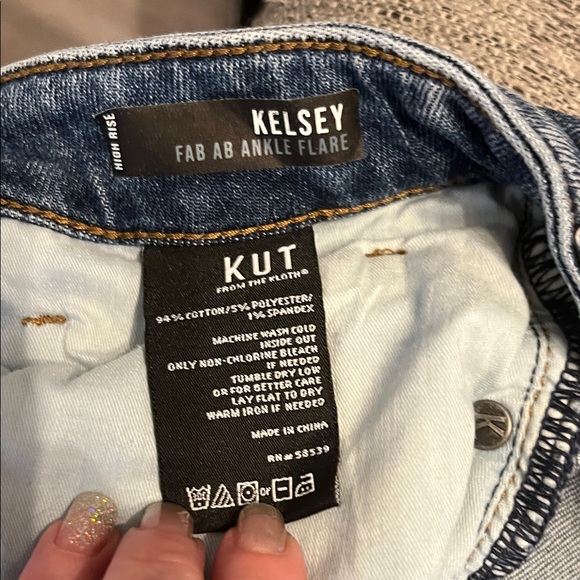 HIGH RISE
KELSEY
FAB AB ANKLE FLARE
KUT
FROM THE KLOTH®
94% COTTON/5% POLYESTER/
1% SPANDEX
MACHINE WASH COLD
INSIDE OUT
ONLY NON-CHLORINE BLEACH
IF NEEDED
TUMBLE DRY LOW
OR FOR BETTER CARE
LAY FLAT TO DRY
WARM IRON IF NEEDED
MADE IN CHINA
RN# 58539
OR
K